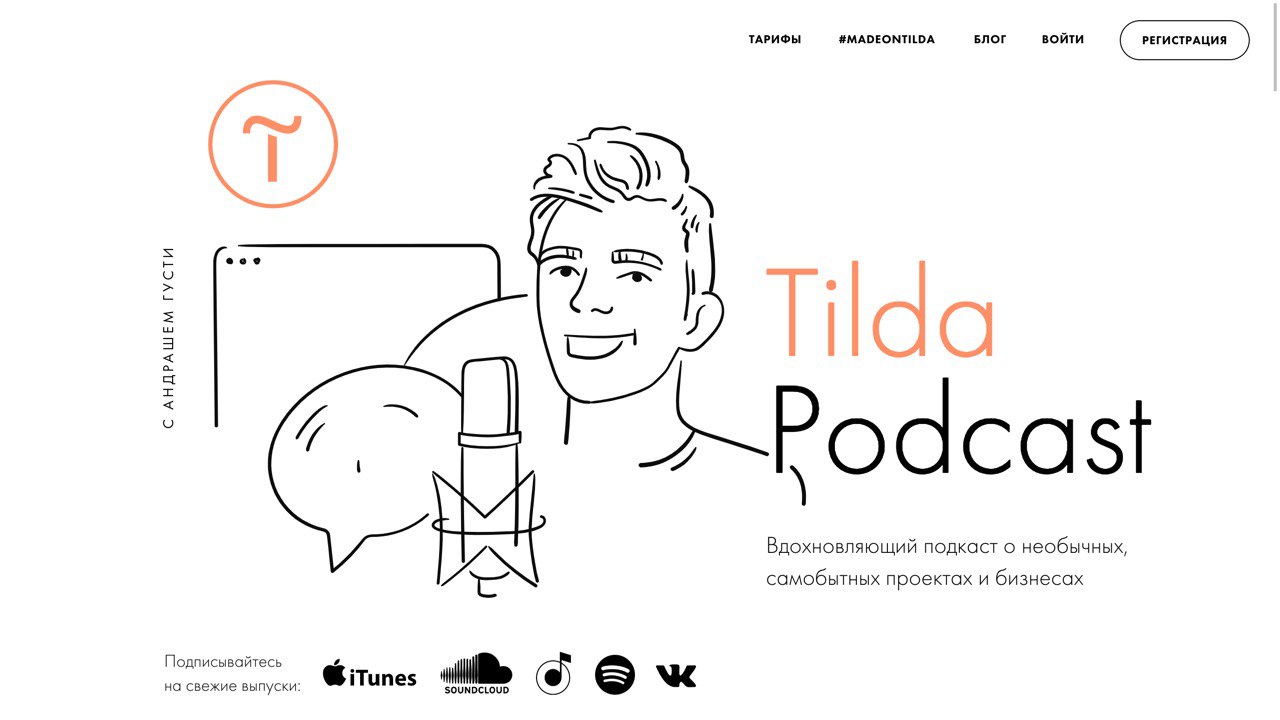 ТАРИФЫ #MADEONTILDA БЛОГ ВОЙТИ РЕГИСТРАЦИЯ
С АНДРАШЕМ ГУСТИ
Tilda
Podcast
Вдохновляющий подкаст о необычных,
самобытных проектах и бизнесах
Подписывайтесь
на свежие выпуски:
iTunes
SOUNDCLOUD